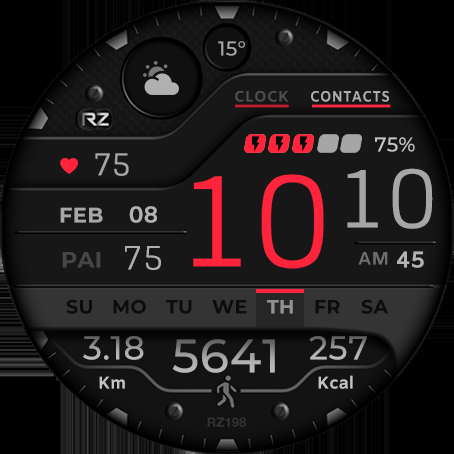 15°
CLOCK CONTACTS
RZ
75%
75
10 10
FEB 08
PAI 75
AM 45
SU MO TU WE TH FR SA
3.18 5641 257
Km Kcal
RZ198